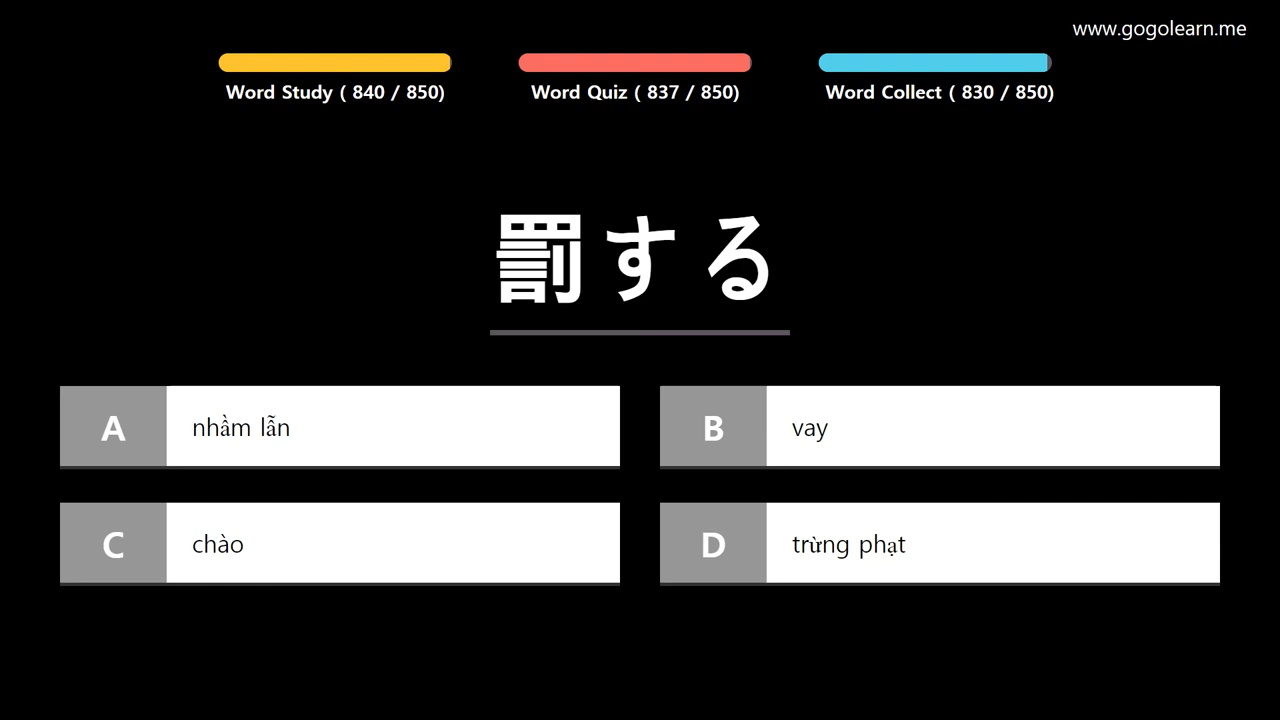 www.gogolearn.me
Word Study ( 840 / 850)
Word Quiz ( 837 / 850)
Word Collect ( 830 / 850)
罰する
A nhầm lẫn
B vay
C chào
D trừng phạt